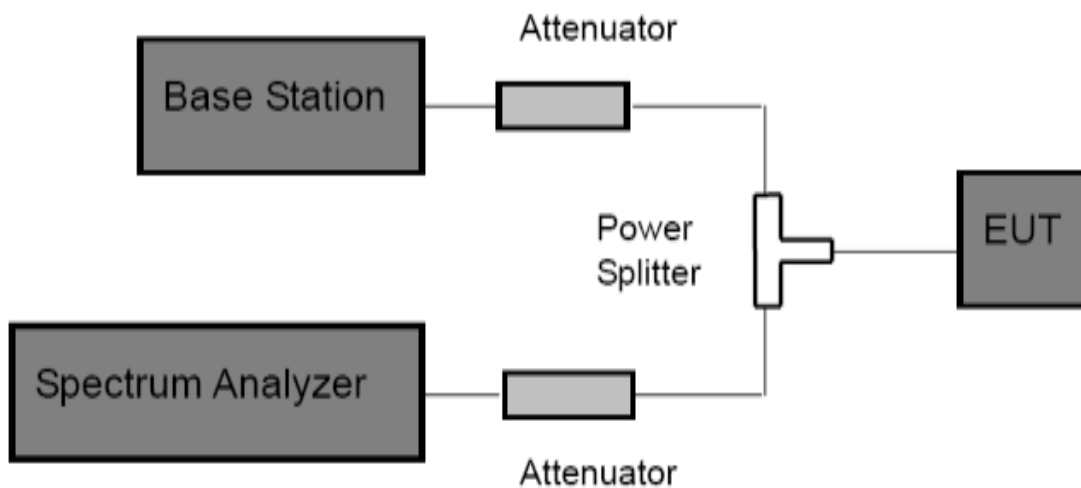 Attenuator
Base Station
Power
Splitter
EUT
Spectrum Analyzer
Attenuator